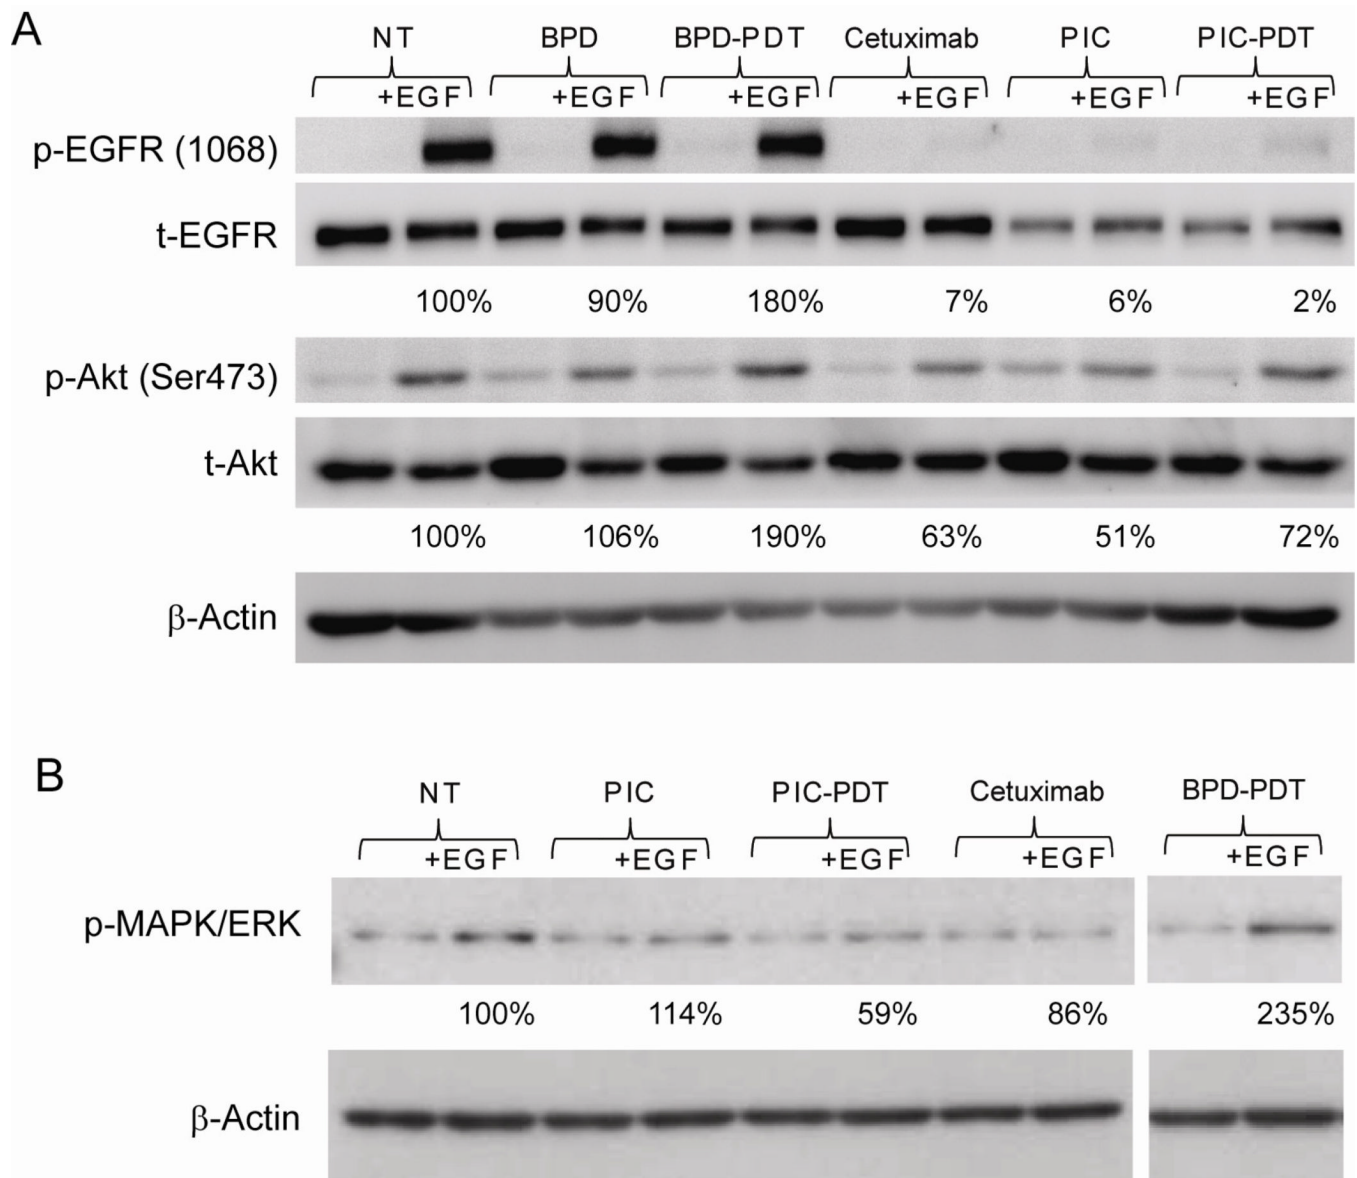 A
NT BPD BPD-PDT Cetuximab PIC PIC-PDT
+EGF +EGF +EGF +EGF +EGF +EGF
p-EGFR (1068)
t-EGFR
100% 90% 180% 7% 6% 2%
p-Akt (Ser473)
t-Akt
100% 106% 190% 63% 51% 72%
β-Actin
B
NT PIC PIC-PDT Cetuximab BPD-PDT
+EGF +EGF +EGF +EGF +EGF
p-MAPK/ERK
100% 114% 59% 86% 235%
β-Actin